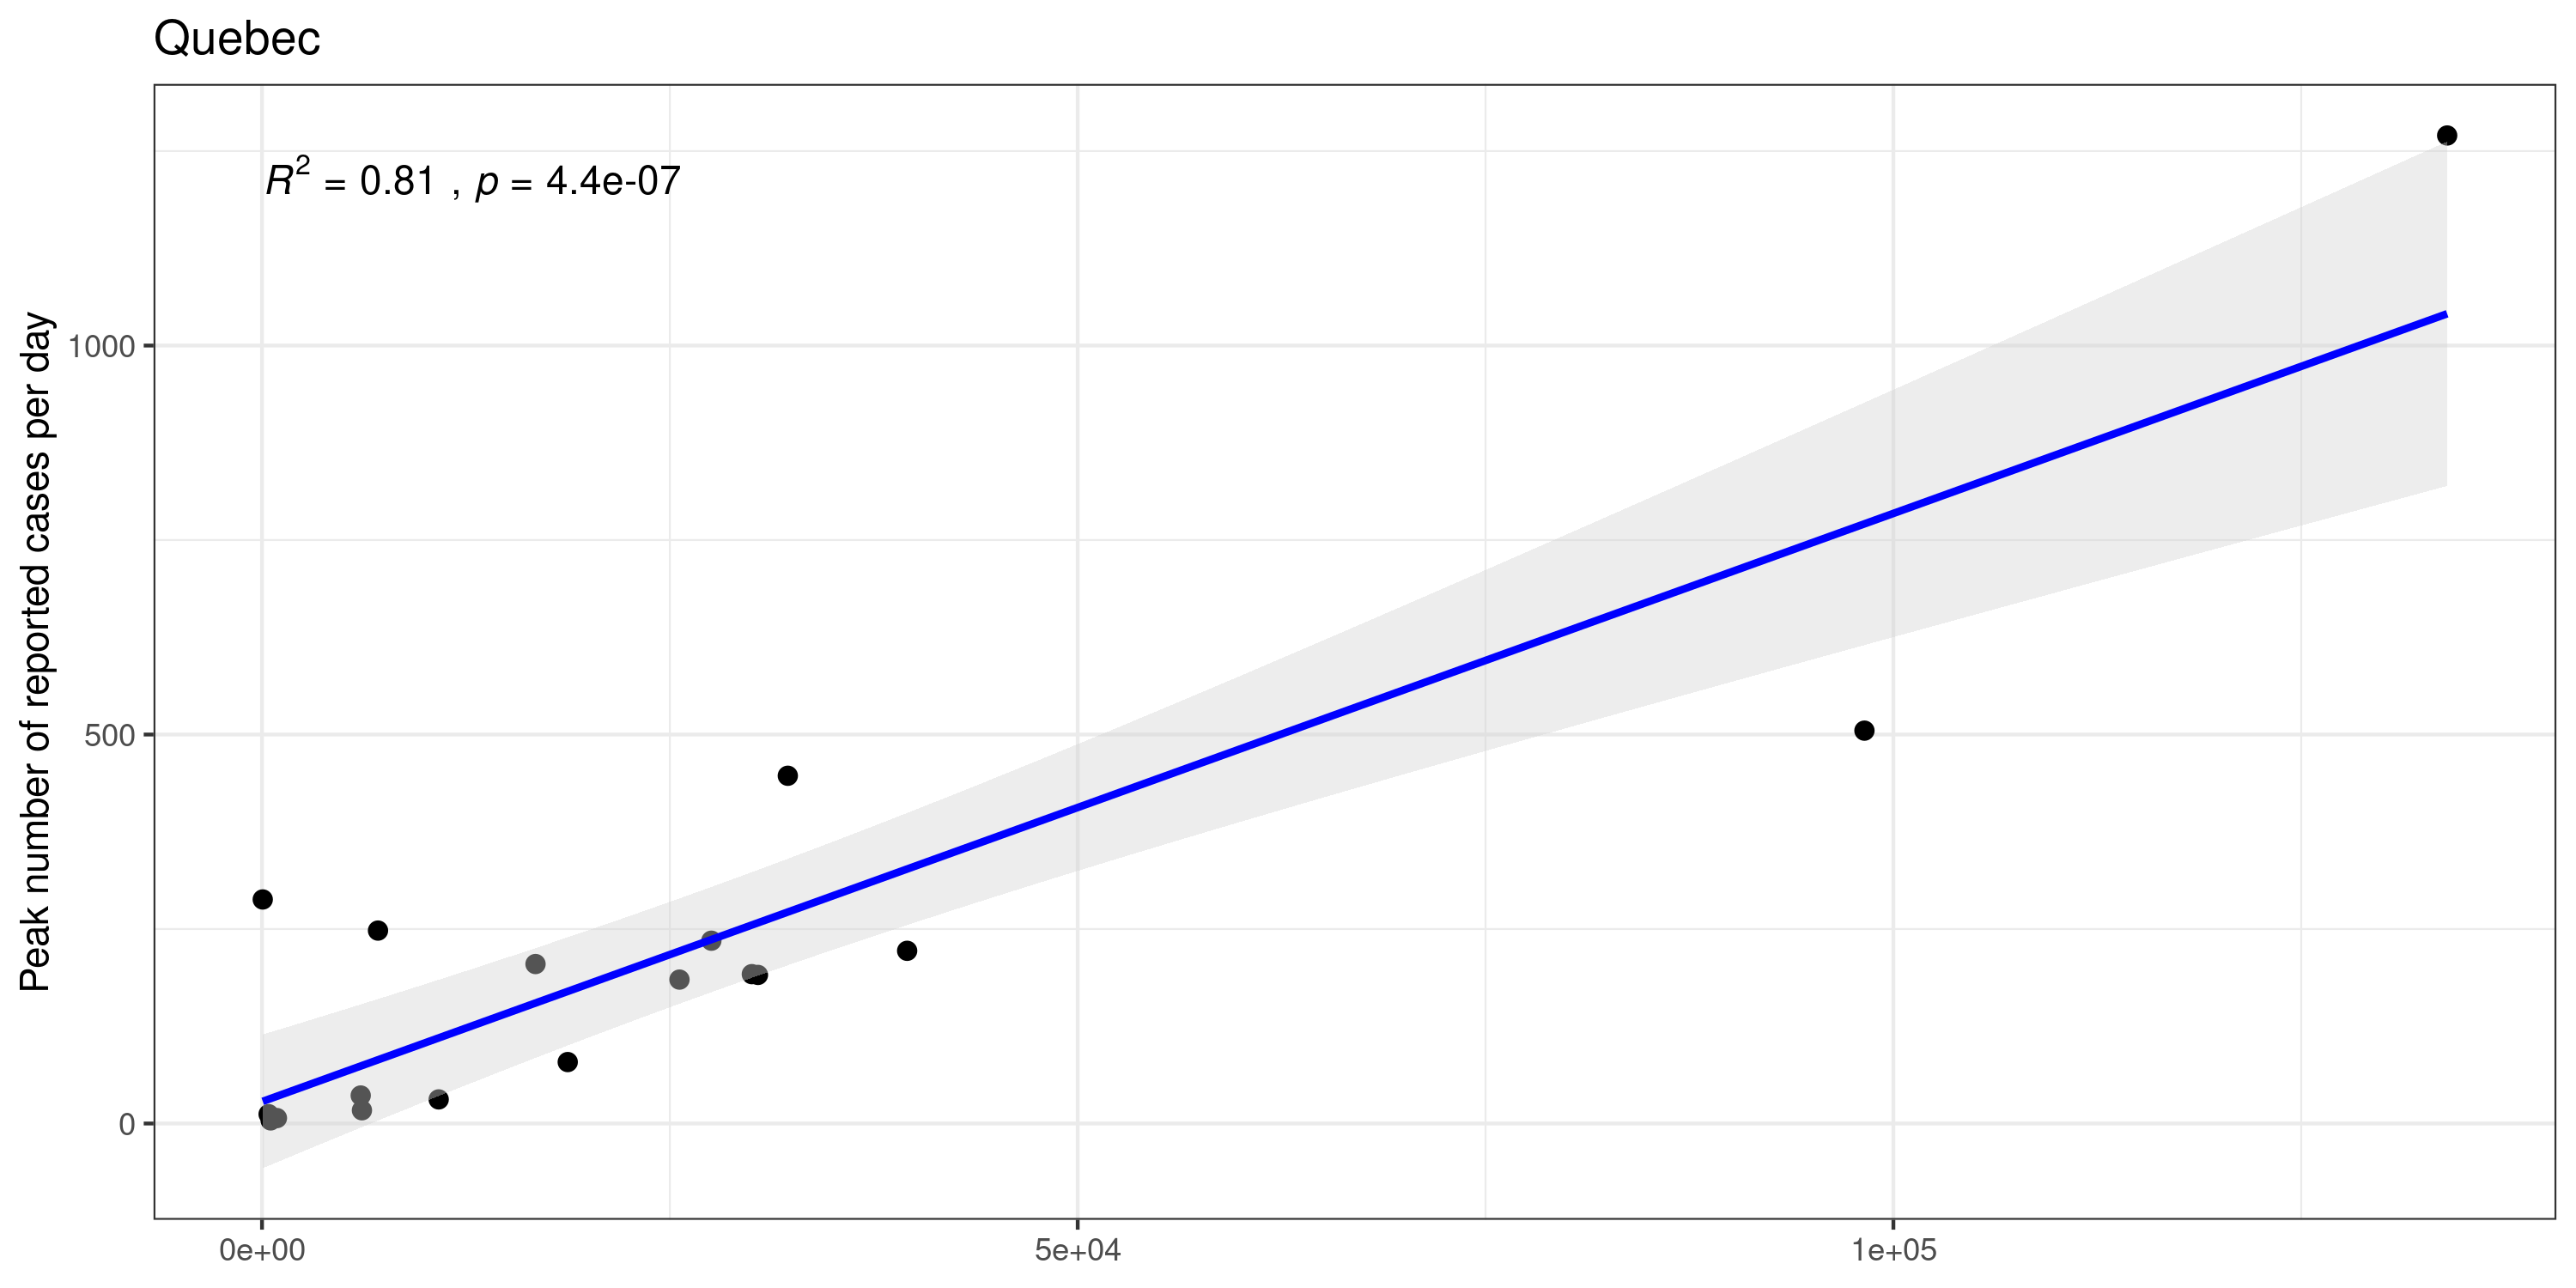 Quebec
R² = 0.81 , p = 4.4e-07
Peak number of reported cases per day
1000
500
0
0e+00 5e+04 1e+05